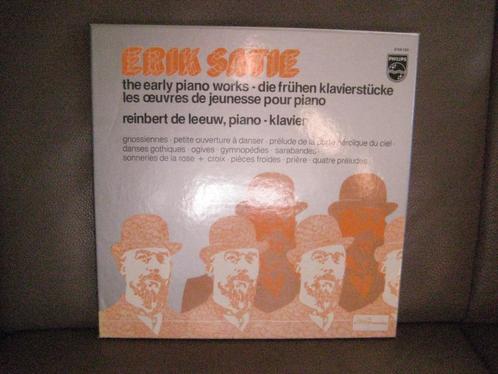 ERIK SATIE
PHILIPS
the early piano works · die frühen klavierstücke
les œuvres de jeunesse pour piano
reinbert de leeuw, piano · klavier
gnossiennes · petite ouverture à danser · prélude de la porte héroïque du ciel ·
danses gothiques · ogives · gymnopédies · sarabandes ·
sonneries de la rose + croix · pièces froides · prière · quatre préludes